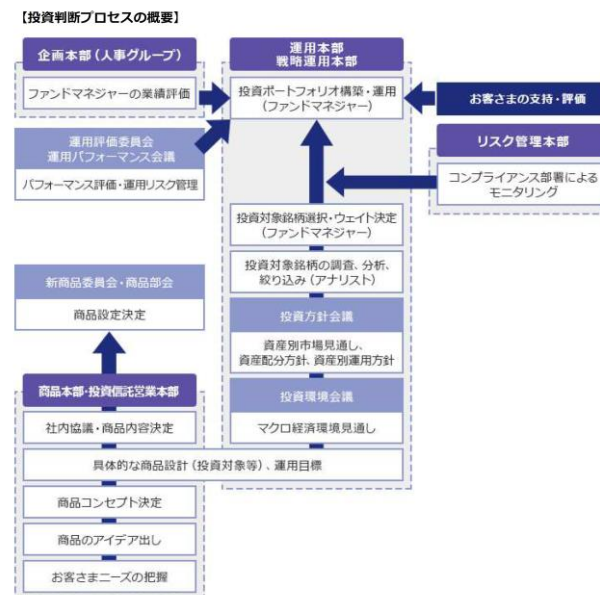 【投資判断プロセスの概要】
企画本部（人事グループ）
ファンドマネジャーの業績評価
運用評価委員会
運用パフォーマンス会議
パフォーマンス評価・運用リスク管理
運用本部
戦略運用本部
投資ポートフォリオ構築・運用
（ファンドマネジャー）
お客さまの支持・評価
リスク管理本部
コンプライアンス部署による
モニタリング
投資対象銘柄選択・ウェイト決定
（ファンドマネジャー）
投資対象銘柄の調査、分析、
絞り込み（アナリスト）
投資方針会議
資産別市場見通し、
資産配分方針、資産別運用方針
投資環境会議
マクロ経済環境見通し
新商品委員会・商品部会
商品設定決定
商品本部・投資信託営業本部
社内協議・商品内容決定
具体的な商品設計（投資対象等）、運用目標
商品コンセプト決定
商品のアイデア出し
お客さまニーズの把握